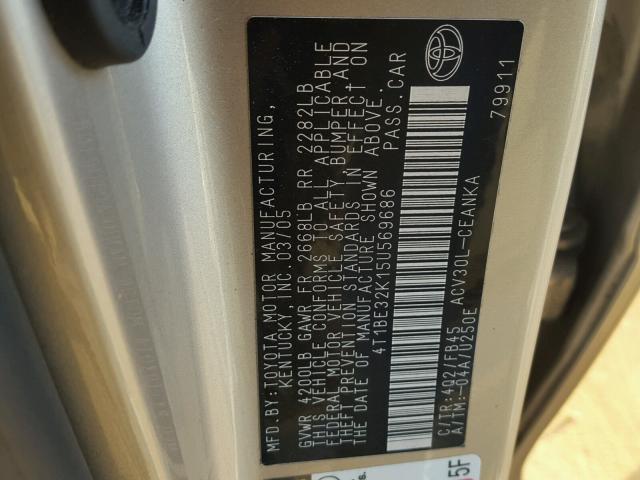 MFD. BY: TOYOTA MOTOR MANUFACTURING,
KENTUCKY, INC. 03/05
GVWR 4200LB GAWR FR 2668LB RR 2282LB
THIS VEHICLE CONFORMS TO ALL APPLICABLE
FEDERAL MOTOR VEHICLE SAFETY, BUMPER, AND
THEFT PREVENTION STANDARDS IN EFFECT ON
THE DATE OF MANUFACTURE SHOWN ABOVE.
4T1BE32K15U569686 PASS. CAR
C/TR:4Q2/FB45 ACV30L-CEANKA
A/TM:-04A/U250E 79911
5F